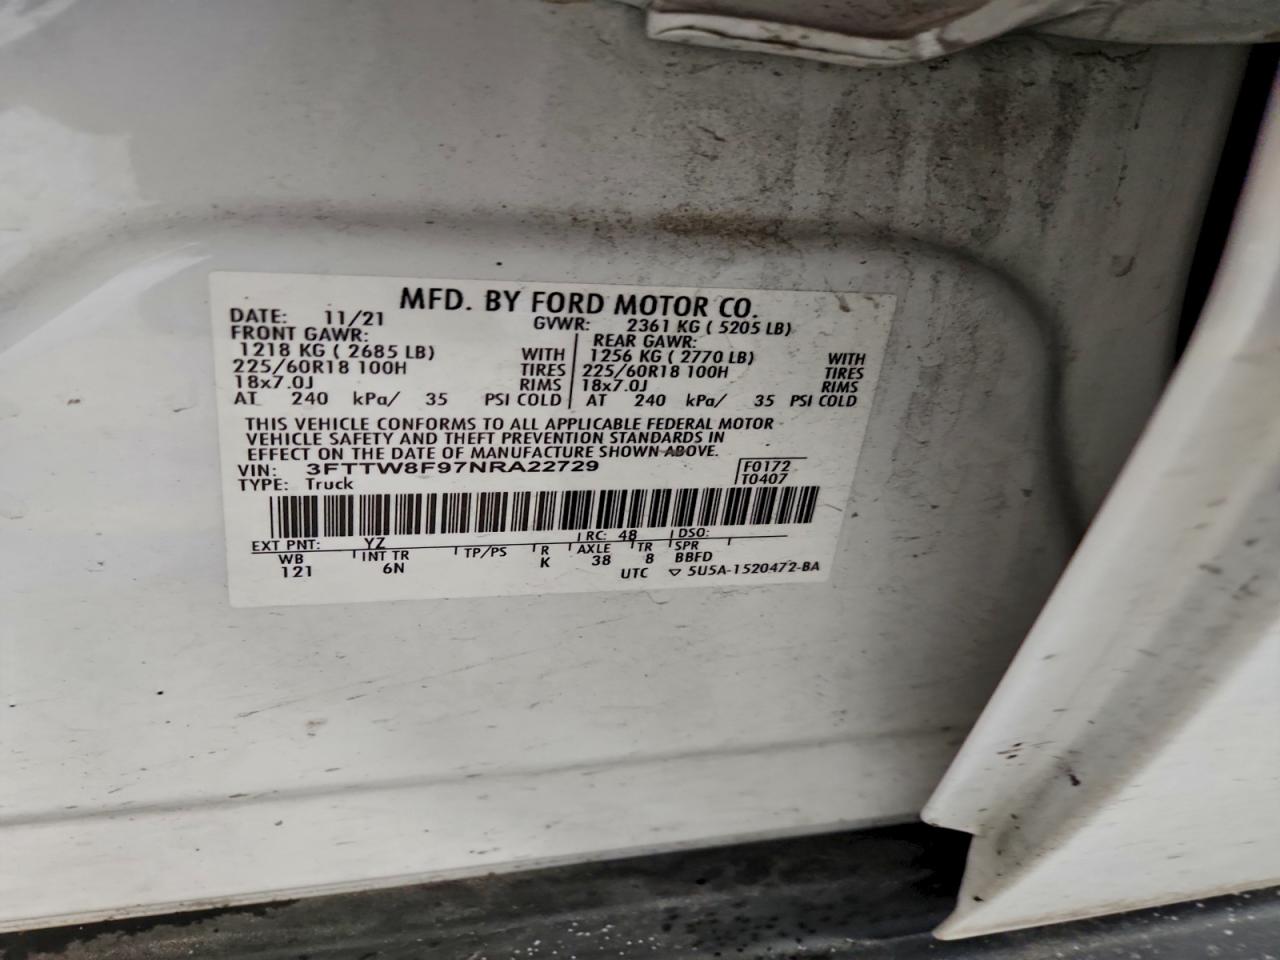 MFD. BY FORD MOTOR CO.
DATE: 11/21 GVWR: 2361 KG ( 5205 LB)
FRONT GAWR: REAR GAWR:
1218 KG ( 2685 LB) WITH 1256 KG ( 2770 LB) WITH
225/60R18 100H TIRES 225/60R18 100H TIRES
18x7.0J RIMS 18x7.0J RIMS
AT 240 kPa/ 35 PSI COLD AT 240 kPa/ 35 PSI COLD
THIS VEHICLE CONFORMS TO ALL APPLICABLE FEDERAL MOTOR
VEHICLE SAFETY AND THEFT PREVENTION STANDARDS IN
EFFECT ON THE DATE OF MANUFACTURE SHOWN ABOVE.
VIN: 3FTTW8F97NRA22729 F0172
TYPE: Truck T0407
EXT PNT: YZ RC: 48 DSO:
WB INT TR TP/PS R AXLE TR SPR
121 6N K 38 8 BBFD
UTC ▽ 5U5A-1520472-BA